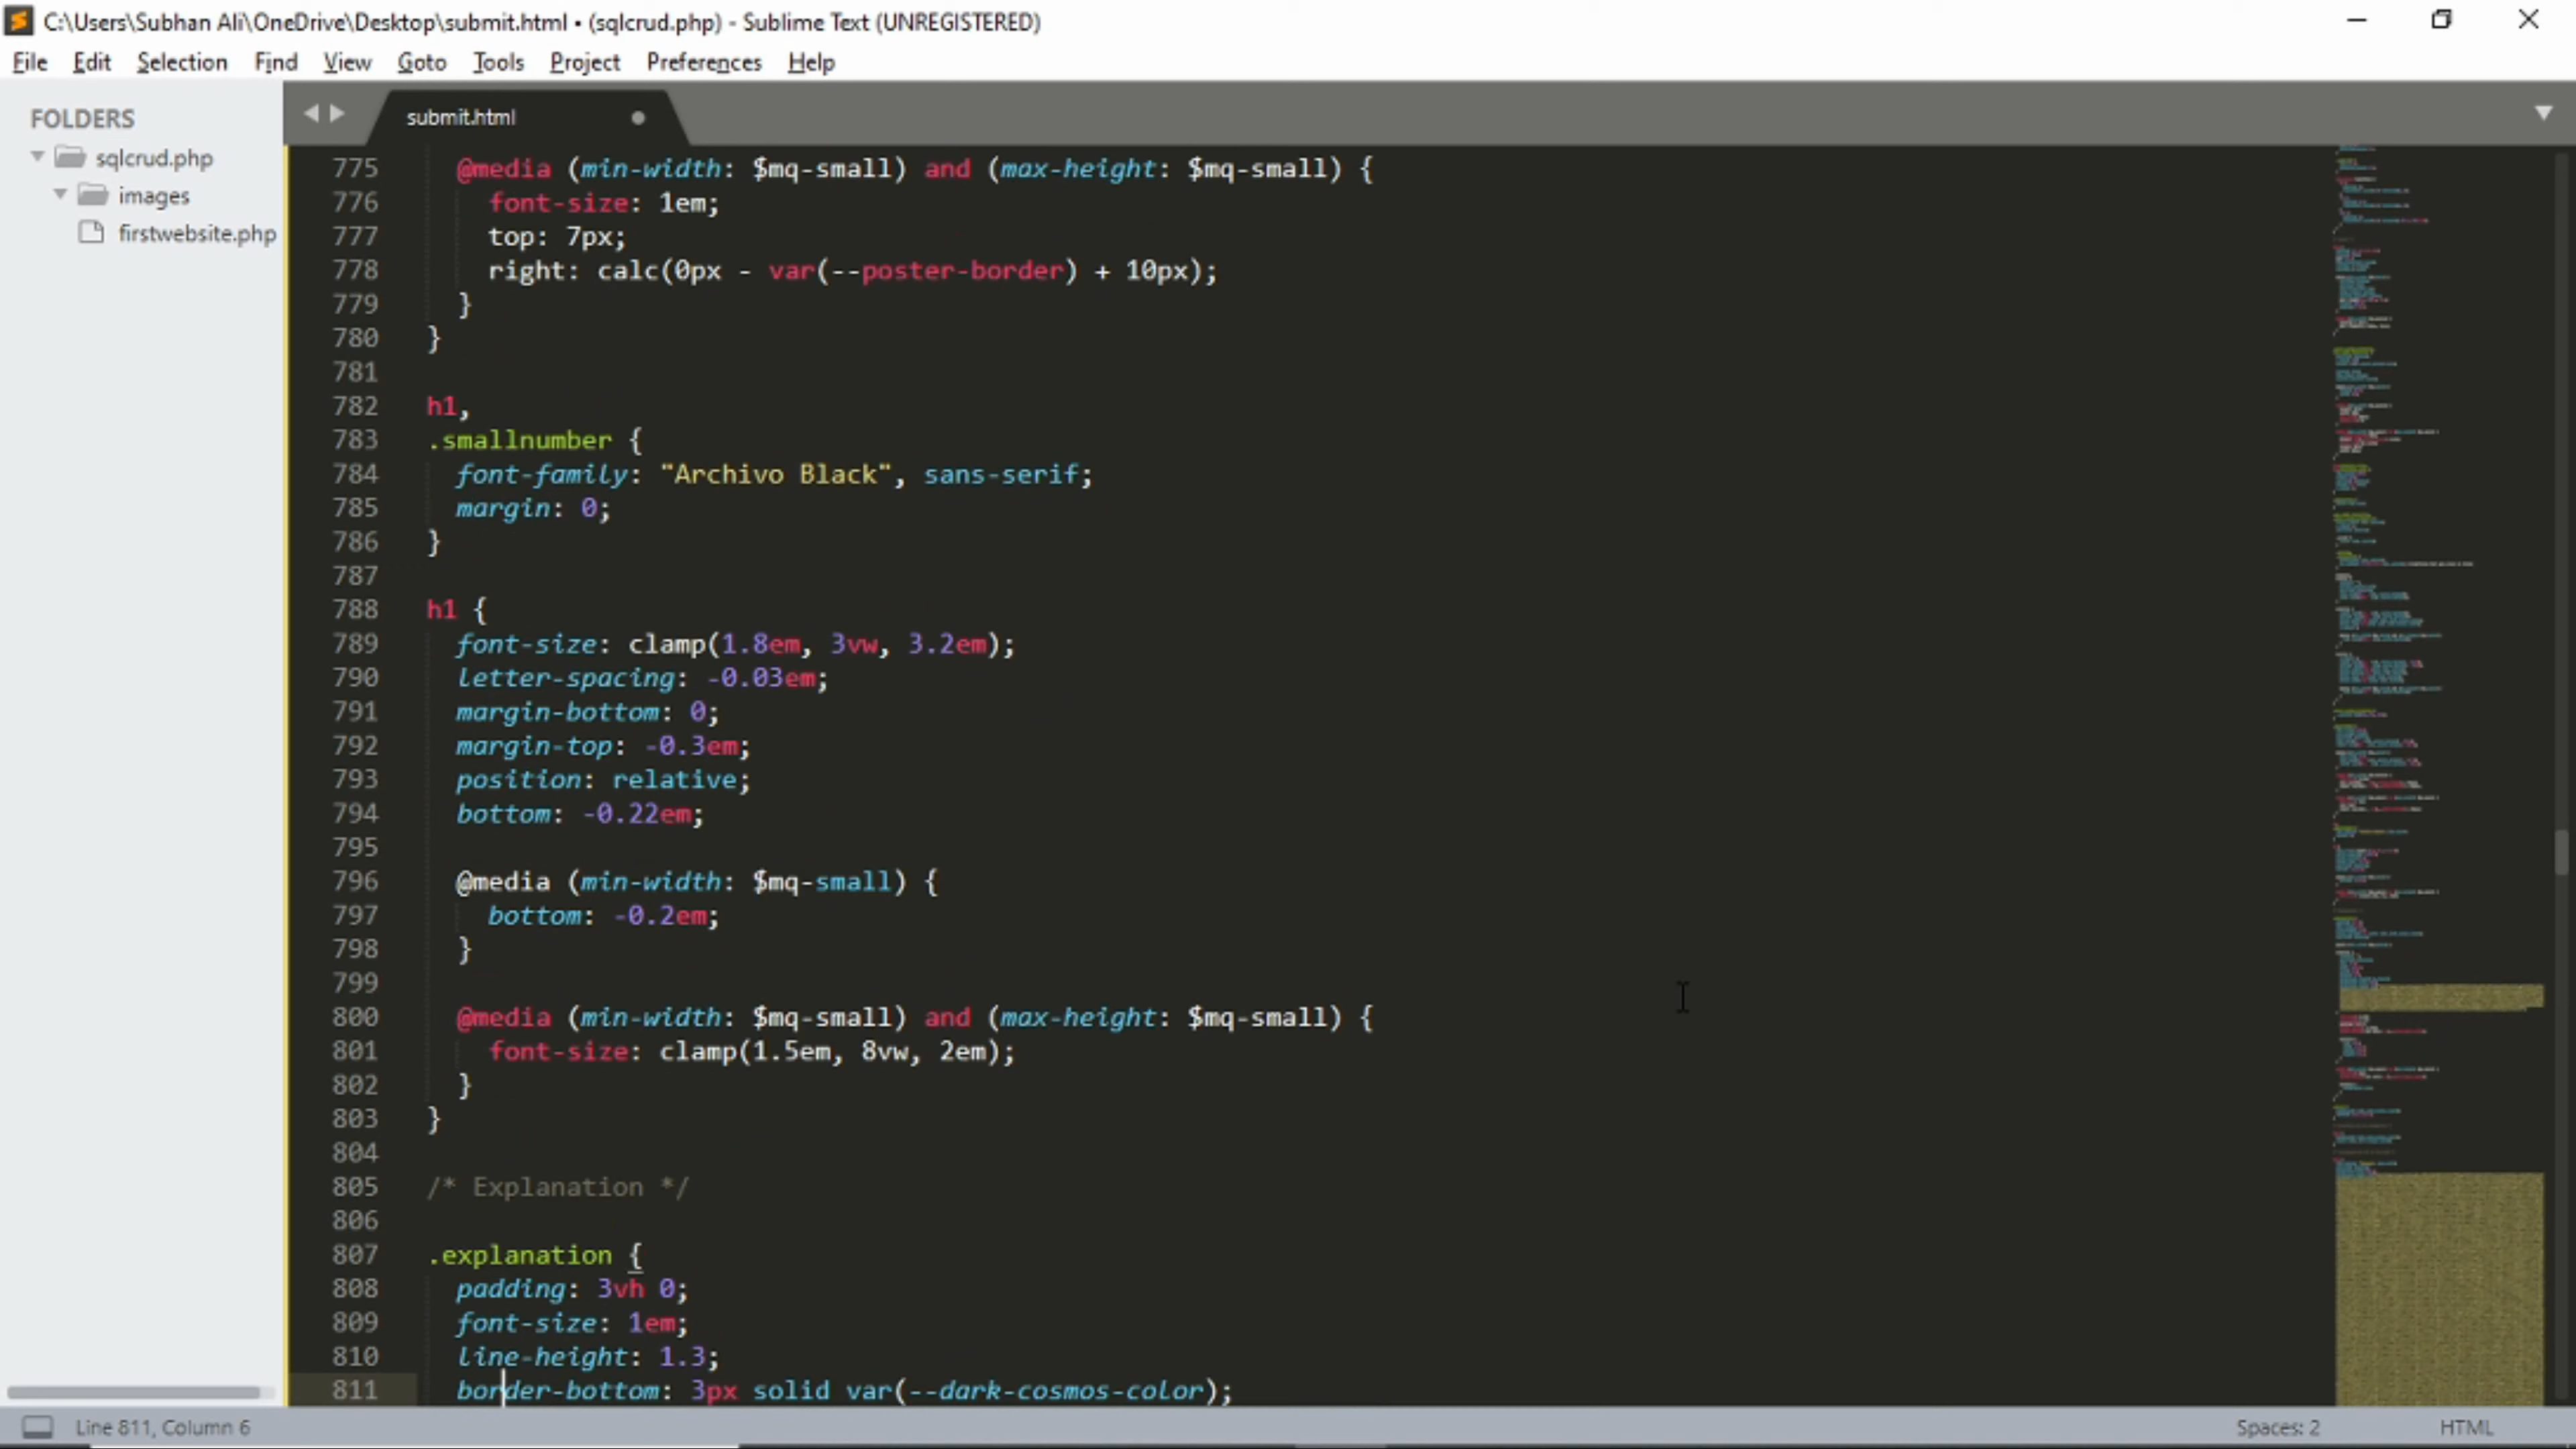 C:\Users\Subhan Ali\OneDrive\Desktop\submit.html • (sqlcrud.php) - Sublime Text (UNREGISTERED)
File Edit Selection Find View Goto Tools Project Preferences Help
FOLDERS
sqlcrud.php
images
firstwebsite.php
submit.html
775 @media (min-width: $mq-small) and (max-height: $mq-small) {
776 font-size: 1em;
777 top: 7px;
778 right: calc(0px - var(--poster-border) + 10px);
779 }
780 }
781
782 h1,
783 .smallnumber {
784 font-family: "Archivo Black", sans-serif;
785 margin: 0;
786 }
787
788 h1 {
789 font-size: clamp(1.8em, 3vw, 3.2em);
790 letter-spacing: -0.03em;
791 margin-bottom: 0;
792 margin-top: -0.3em;
793 position: relative;
794 bottom: -0.22em;
795
796 @media (min-width: $mq-small) {
797 bottom: -0.2em;
798 }
799
800 @media (min-width: $mq-small) and (max-height: $mq-small) {
801 font-size: clamp(1.5em, 8vw, 2em);
802 }
803 }
804
805 /* Explanation */
806
807 .explanation {
808 padding: 3vh 0;
809 font-size: 1em;
810 line-height: 1.3;
811 border-bottom: 3px solid var(--dark-cosmos-color);
Line 811, Column 6
Spaces: 2
HTML